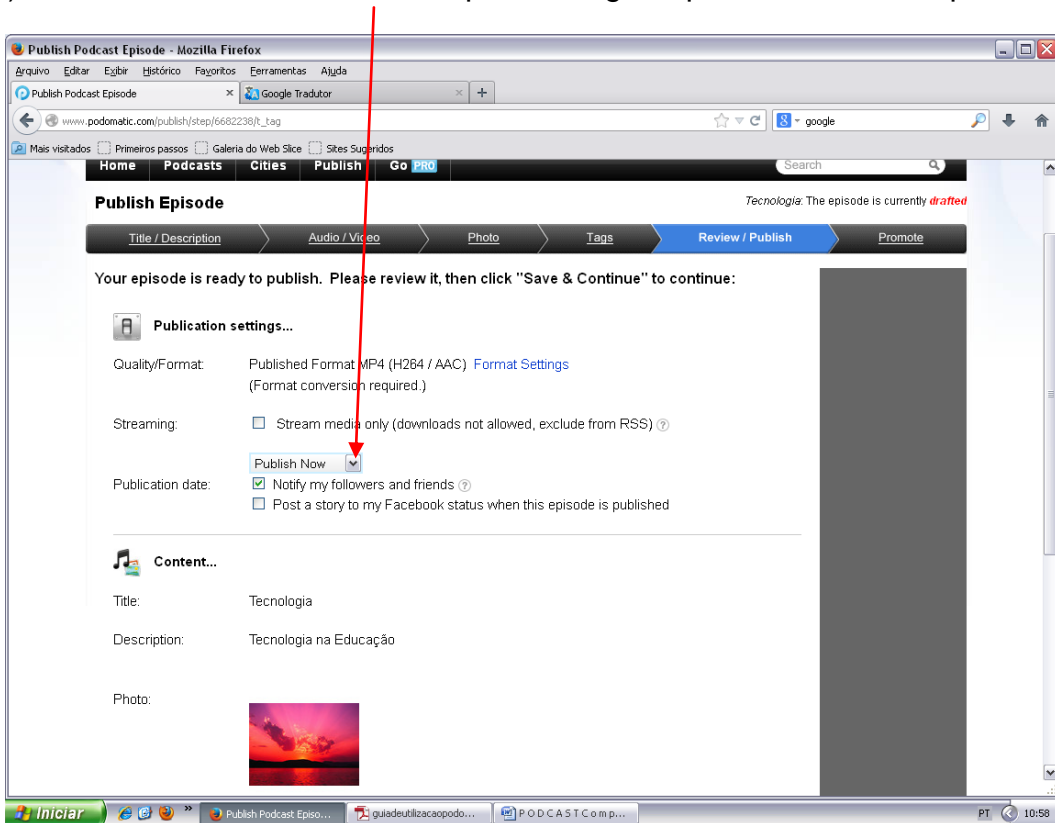 Publish Podcast Episode - Mozilla Firefox
Arquivo Editar Exibir Histórico Favoritos Ferramentas Ajuda
Publish Podcast Episode × Google Tradutor × +
www.podomatic.com/publish/step/6682238/t_tag google
Mais visitados Primeiros passos Galeria do Web Slice Sites Sugeridos
Home Podcasts Cities Publish Go PRO Search
Publish Episode Tecnologia: The episode is currently drafted
Title / Description Audio / Video Photo Tags Review / Publish Promote
Your episode is ready to publish. Please review it, then click "Save & Continue" to continue:
Publication settings...
Quality/Format: Published Format MP4 (H264 / AAC) Format Settings
(Format conversion required.)
Streaming: Stream media only (downloads not allowed, exclude from RSS) ?
Publish Now
Publication date: Notify my followers and friends ?
Post a story to my Facebook status when this episode is published
Content...
Title: Tecnologia
Description: Tecnologia na Educação
Photo:
Iniciar » Publish Podcast Episo... guiadeutilizacaopodo... PODCASTComp... PT 10:58